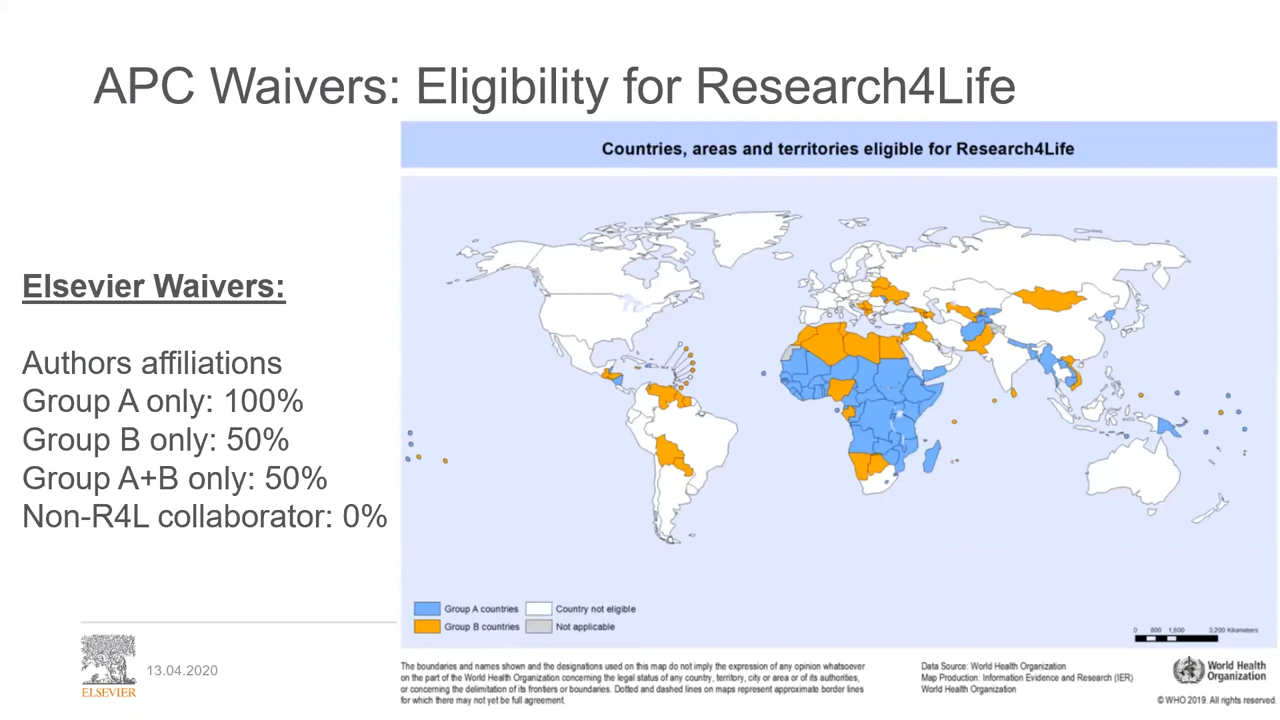 APC Waivers: Eligibility for Research4Life
Countries, areas and territories eligible for Research4Life
Elsevier Waivers:
Authors affiliations
Group A only: 100%
Group B only: 50%
Group A+B only: 50%
Non-R4L collaborator: 0%
Group A countries
Group B countries
Country not eligible
Not applicable
0 800 1,600 3,200 Kilometers
ELSEVIER
13.04.2020
The boundaries and names shown and the designations used on this map do not imply the expression of any opinion whatsoever
on the part of the World Health Organization concerning the legal status of any country, territory, city or area or of its authorities,
or concerning the delimitation of its frontiers or boundaries. Dotted and dashed lines on maps represent approximate border lines
for which there may not yet be full agreement.
Data Source: World Health Organization
Map Production: Information Evidence and Research (IER)
World Health Organization
World Health
Organization
© WHO 2019. All rights reserved.